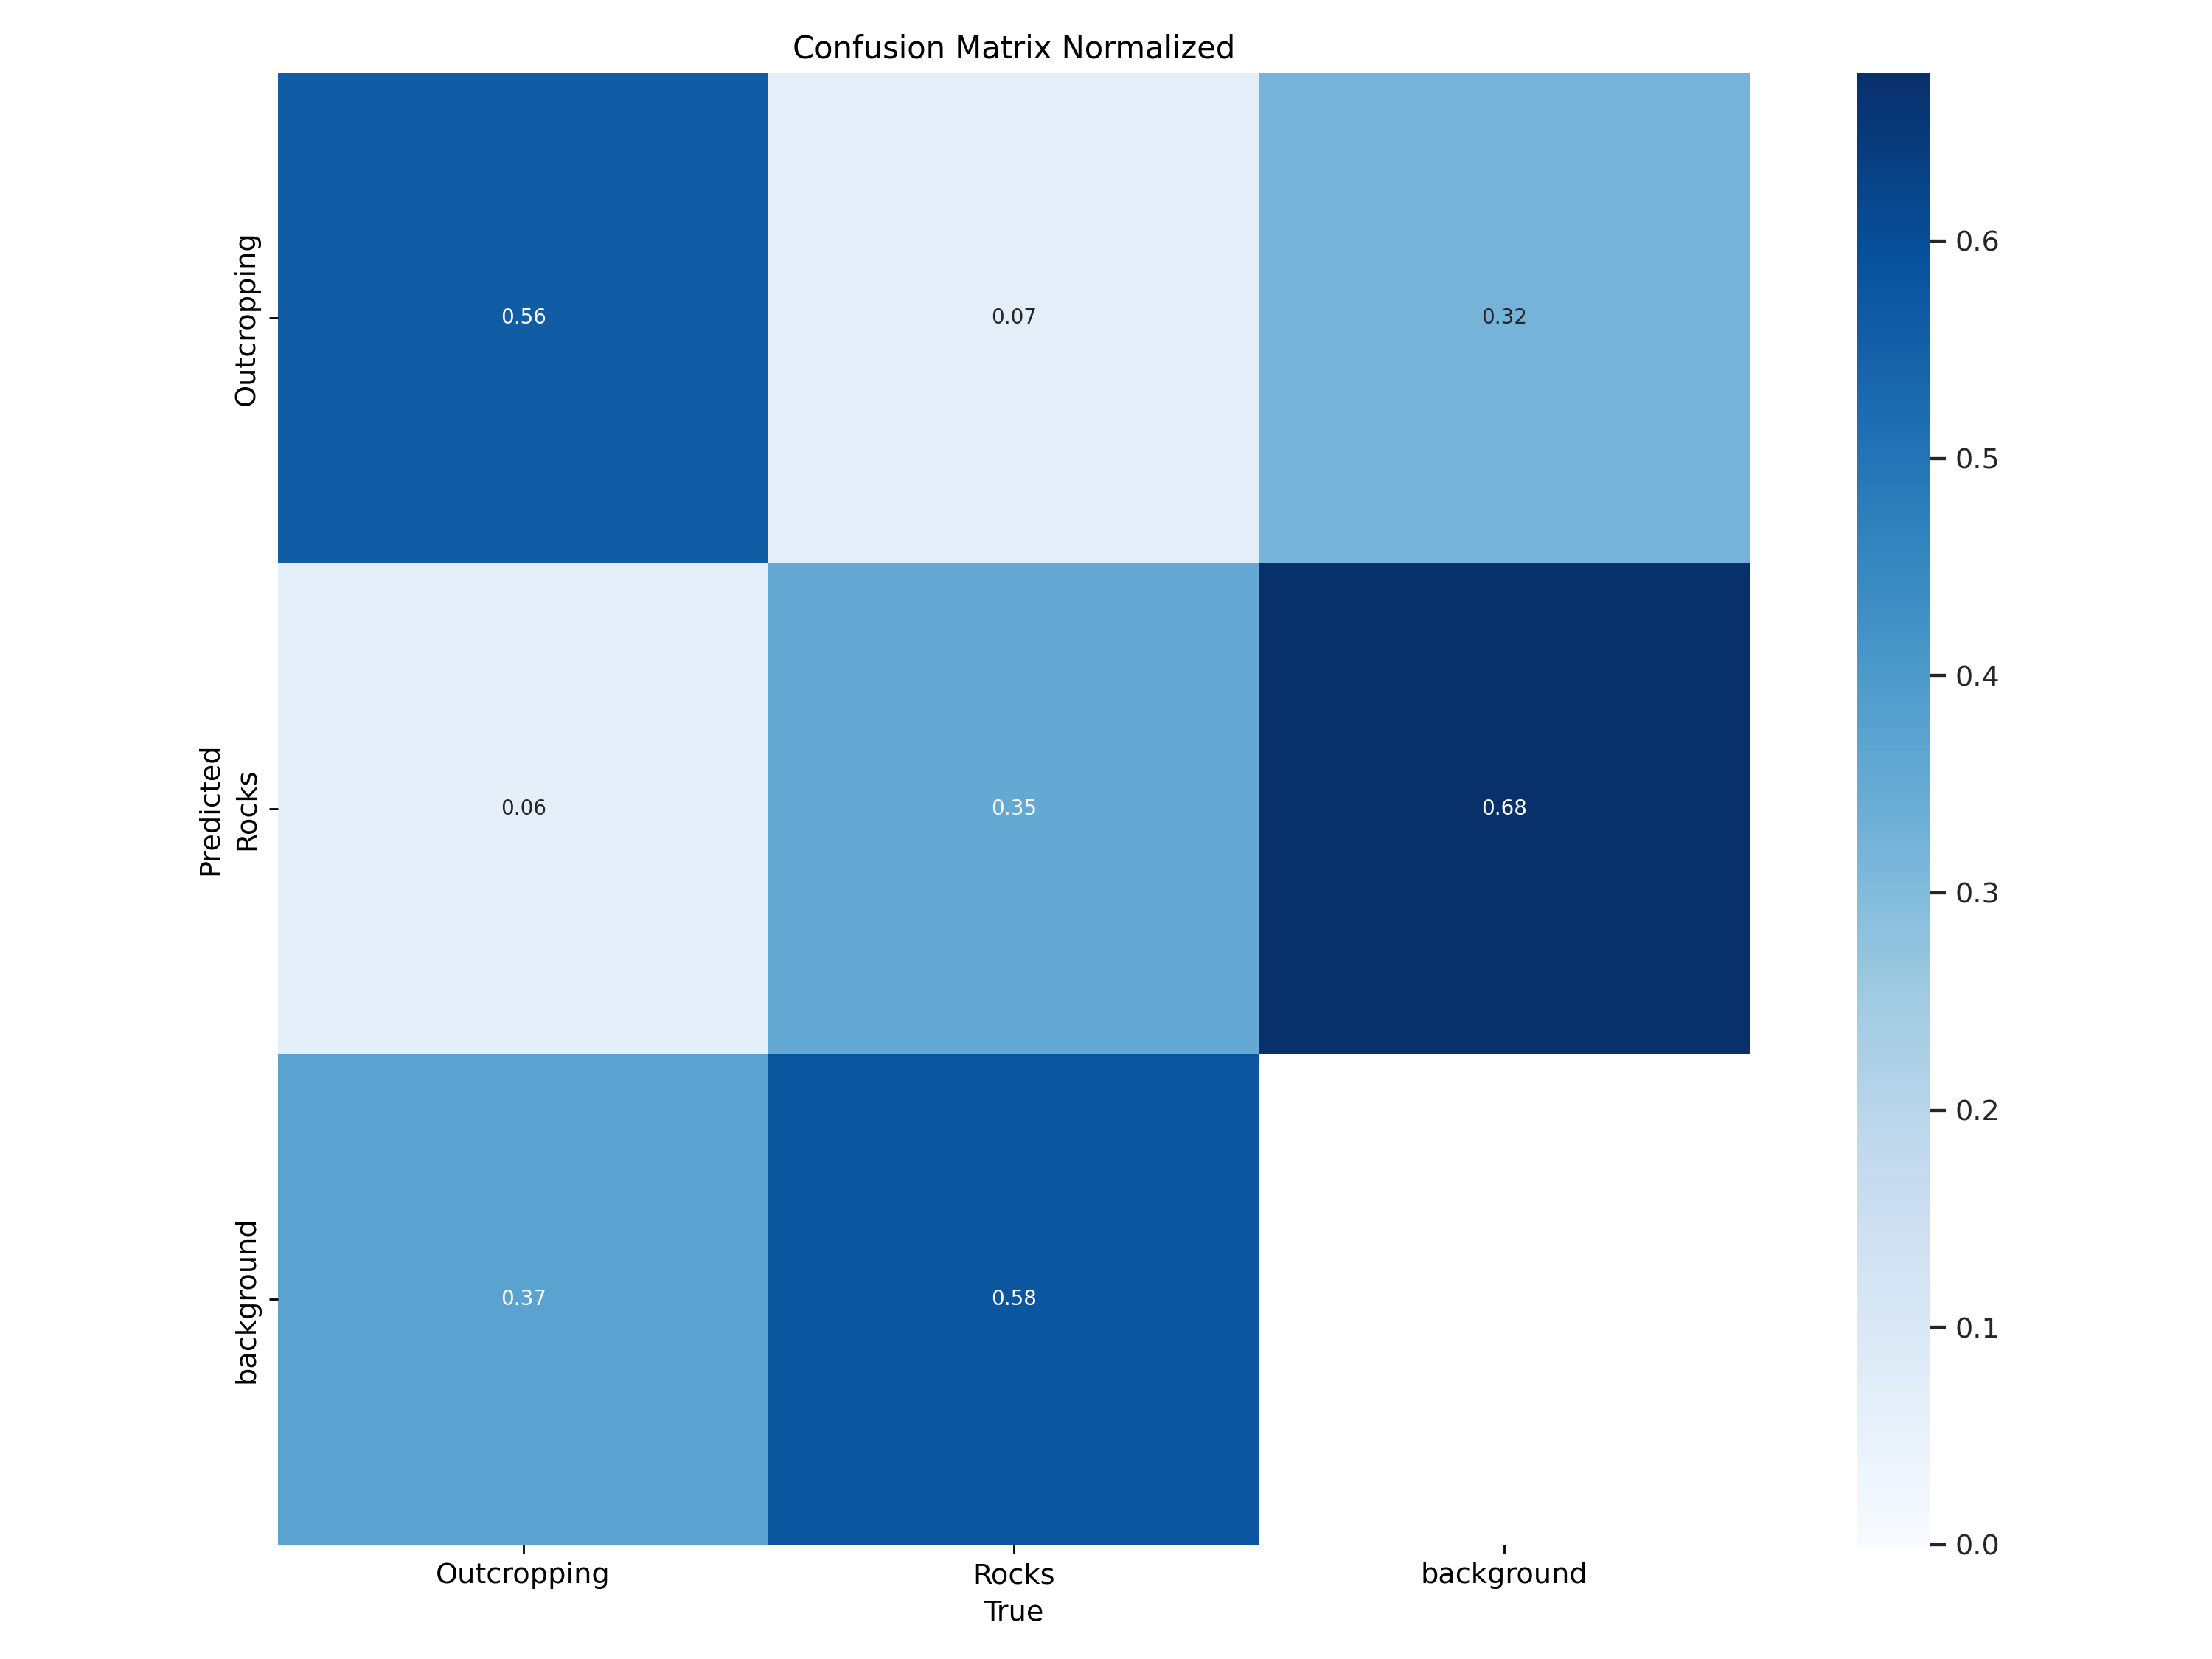 Confusion Matrix Normalized
Outcropping
0.56
0.07
0.32
Predicted
Rocks
0.06
0.35
0.68
background
0.37
0.58
Outcropping
Rocks
background
True
0.6
0.5
0.4
0.3
0.2
0.1
0.0